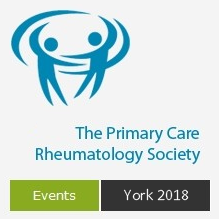 The Primary Care
Rheumatology Society
Events
York 2018